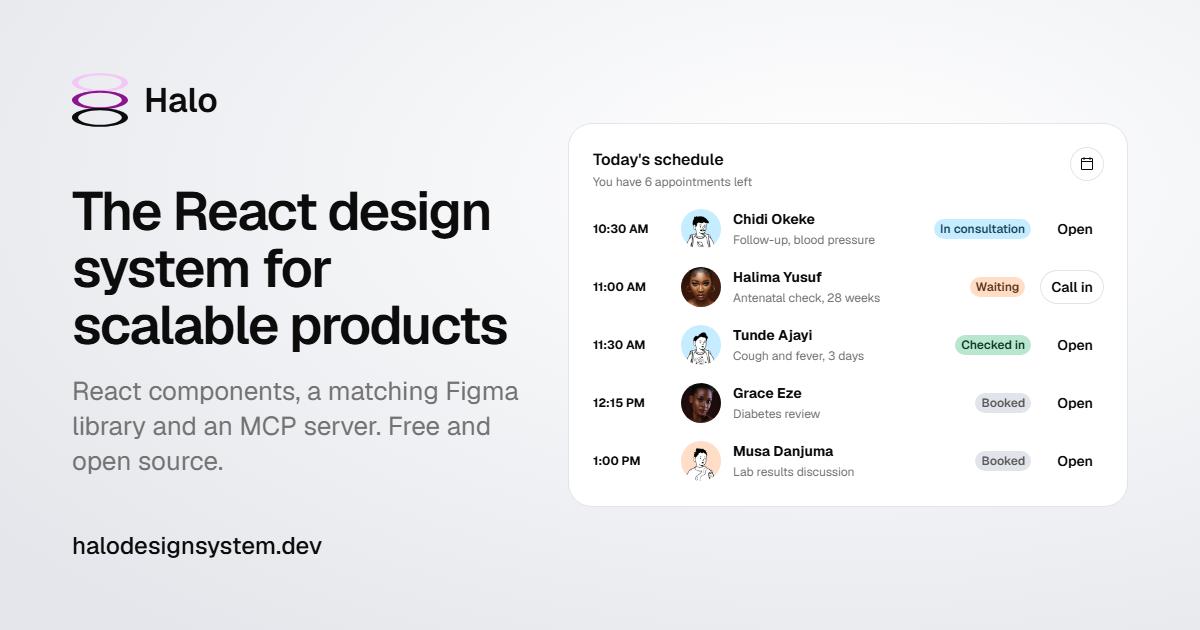 Halo
The React design
system for
scalable products
React components, a matching Figma
library and an MCP server. Free and
open source.
halodesignsystem.dev
Today's schedule
You have 6 appointments left
10:30 AM
Chidi Okeke
Follow-up, blood pressure
In consultation
Open
11:00 AM
Halima Yusuf
Antenatal check, 28 weeks
Waiting
Call in
11:30 AM
Tunde Ajayi
Cough and fever, 3 days
Checked in
Open
12:15 PM
Grace Eze
Diabetes review
Booked
Open
1:00 PM
Musa Danjuma
Lab results discussion
Booked
Open